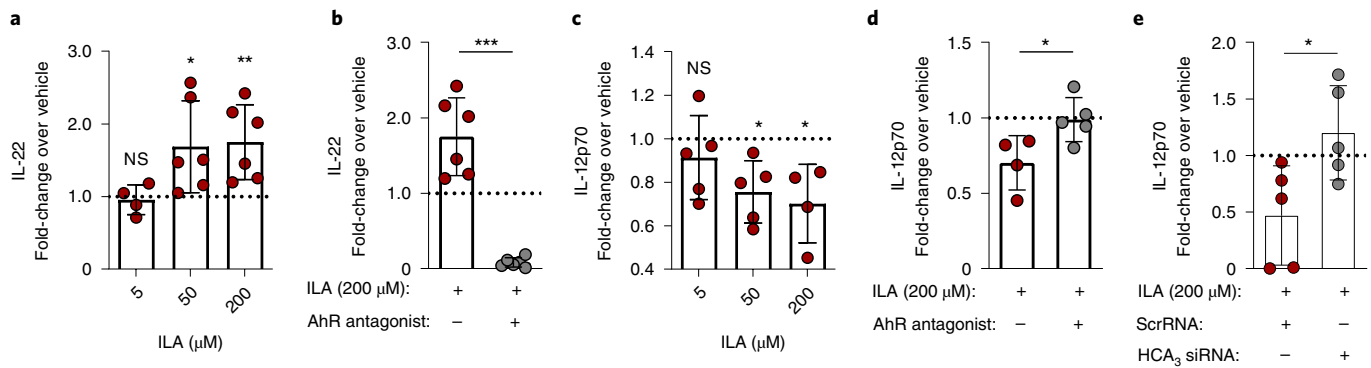 a
IL-22
Fold-change over vehicle
3.0
2.0
1.0
0
NS
*
**
5
50
200
ILA (μM)
b
IL-22
Fold-change over vehicle
3.0
2.0
1.0
0
***
ILA (200 μM): + +
AhR antagonist: – +
c
IL-12p70
Fold-change over vehicle
1.4
1.2
1.0
0.8
0.6
0.4
NS
*
*
5
50
200
ILA (μM)
d
IL-12p70
Fold-change over vehicle
1.5
1.0
0.5
0
*
ILA (200 μM): + +
AhR antagonist: – +
e
IL-12p70
Fold-change over vehicle
2.0
1.5
1.0
0.5
0
*
ILA (200 μM): + +
ScrRNA: + –
HCA₃ siRNA: – +